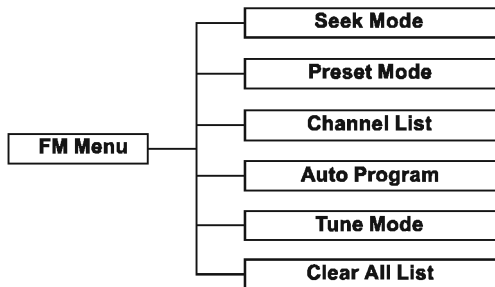 Seek Mode
Preset Mode
Channel List
FM Menu
Auto Program
Tune Mode
Clear All List